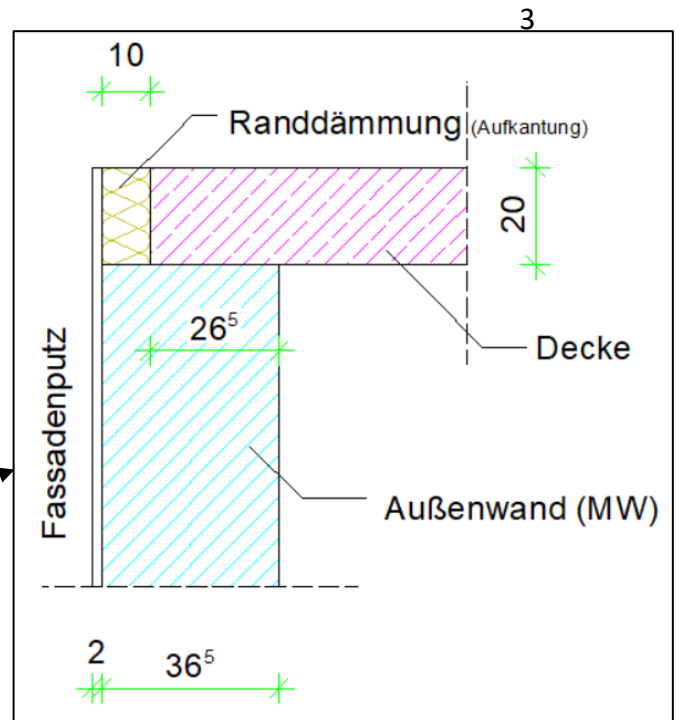 3
10
Randdämmung (Aufkantung)
20
26⁵
Decke
Fassadenputz
Außenwand (MW)
2
36⁵